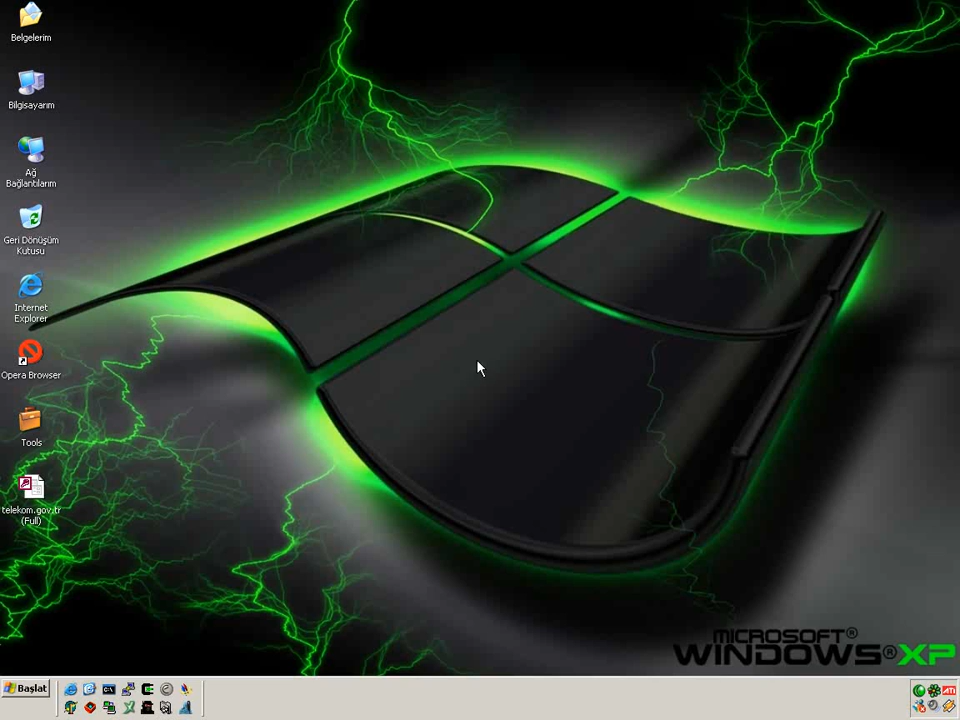 Belgelerim
Bilgisayarım
Ağ
Bağlantılarım
Geri Dönüşüm
Kutusu
Internet
Explorer
Opera Browser
Tools
telekom.gov.tr
(Full)
MICROSOFT®
WINDOWS®XP
Başlat
ATI